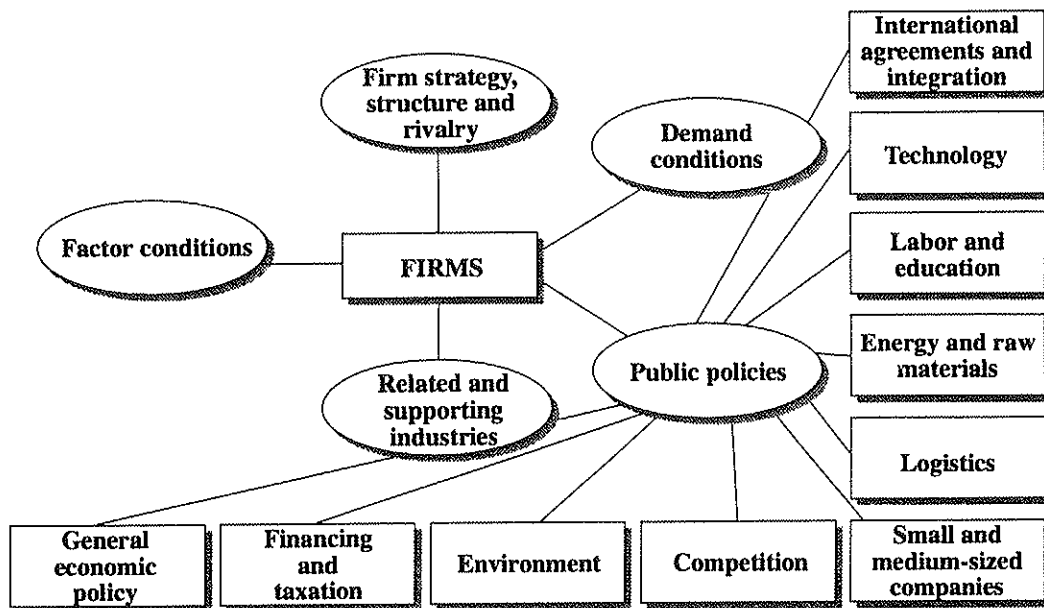 International
agreements and
integration
Firm strategy,
structure and
rivalry
Demand
conditions
Technology
Factor conditions
FIRMS
Labor and
education
Energy and raw
materials
Public policies
Related and
supporting
industries
Logistics
General
economic
policy
Financing
and
taxation
Environment
Competition
Small and
medium-sized
companies